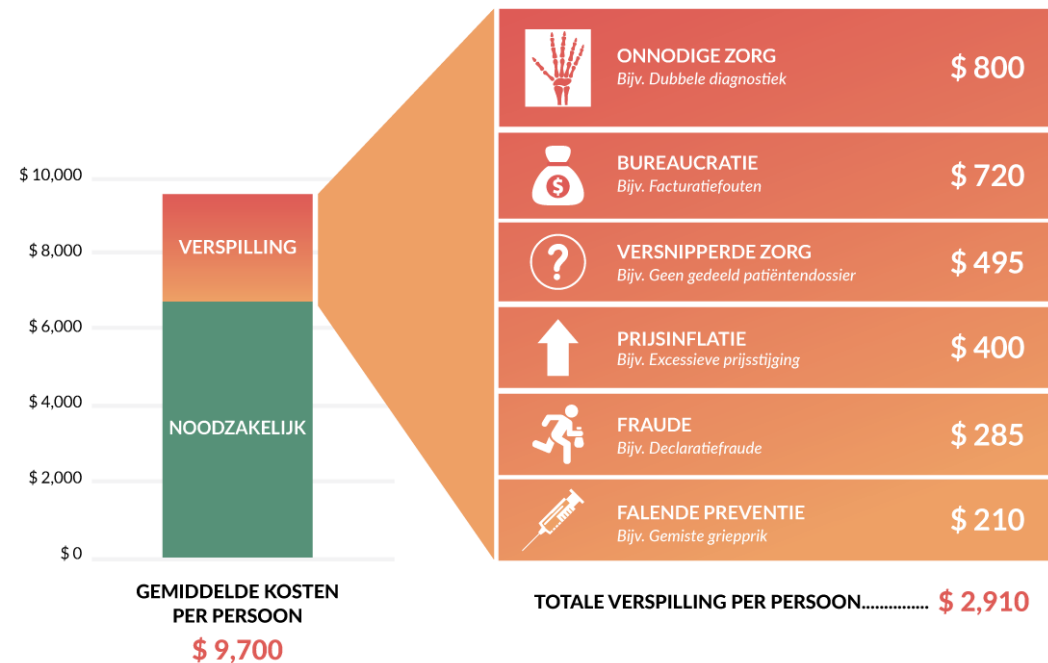 $ 10,000
$ 8,000
$ 6,000
$ 4,000
$ 2,000
$ 0
VERSPILLING
NOODZAKELIJK
GEMIDDELDE KOSTEN
PER PERSOON
$ 9,700
ONNODIGE ZORG
Bijv. Dubbele diagnostiek
$ 800
BUREAUCRATIE
Bijv. Facturatiefouten
$ 720
$
VERSNIPPERDE ZORG
Bijv. Geen gedeeld patiëntendossier
$ 495
?
PRIJSINFLATIE
Bijv. Excessieve prijsstijging
$ 400
FRAUDE
Bijv. Declaratiefraude
$ 285
FALENDE PREVENTIE
Bijv. Gemiste griepprik
$ 210
TOTALE VERSPILLING PER PERSOON............... $ 2,910